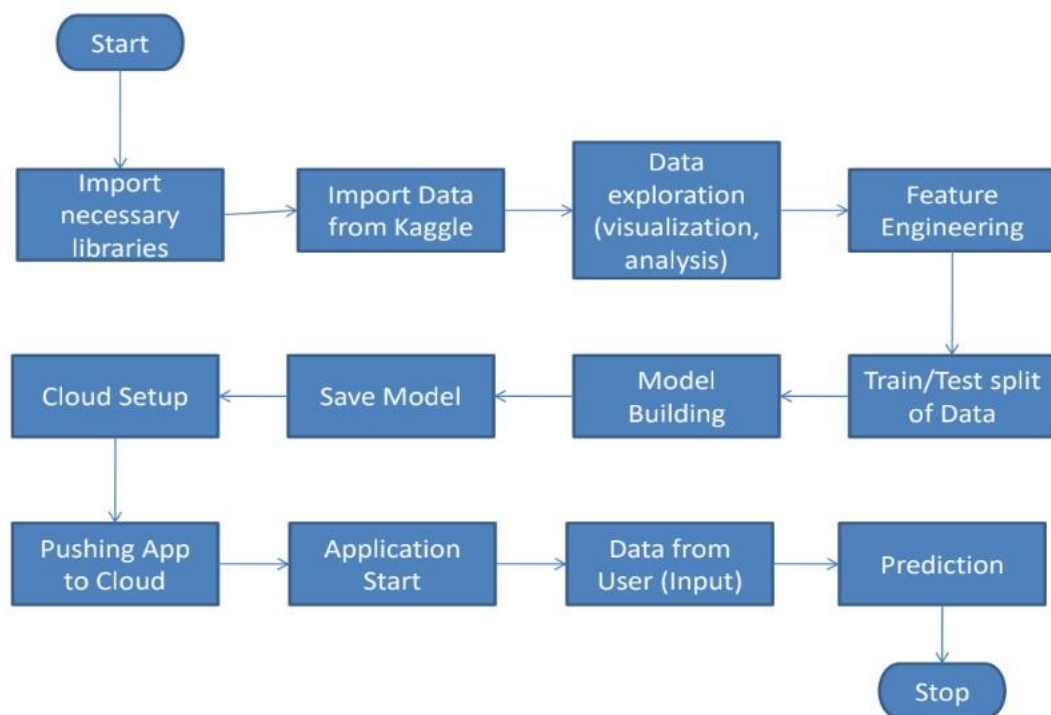 Start
Import
necessary
libraries
Import Data
from Kaggle
Data
exploration
(visualization,
analysis)
Feature
Engineering
Train/Test split
of Data
Model
Building
Save Model
Cloud Setup
Pushing App
to Cloud
Application
Start
Data from
User (Input)
Prediction
Stop